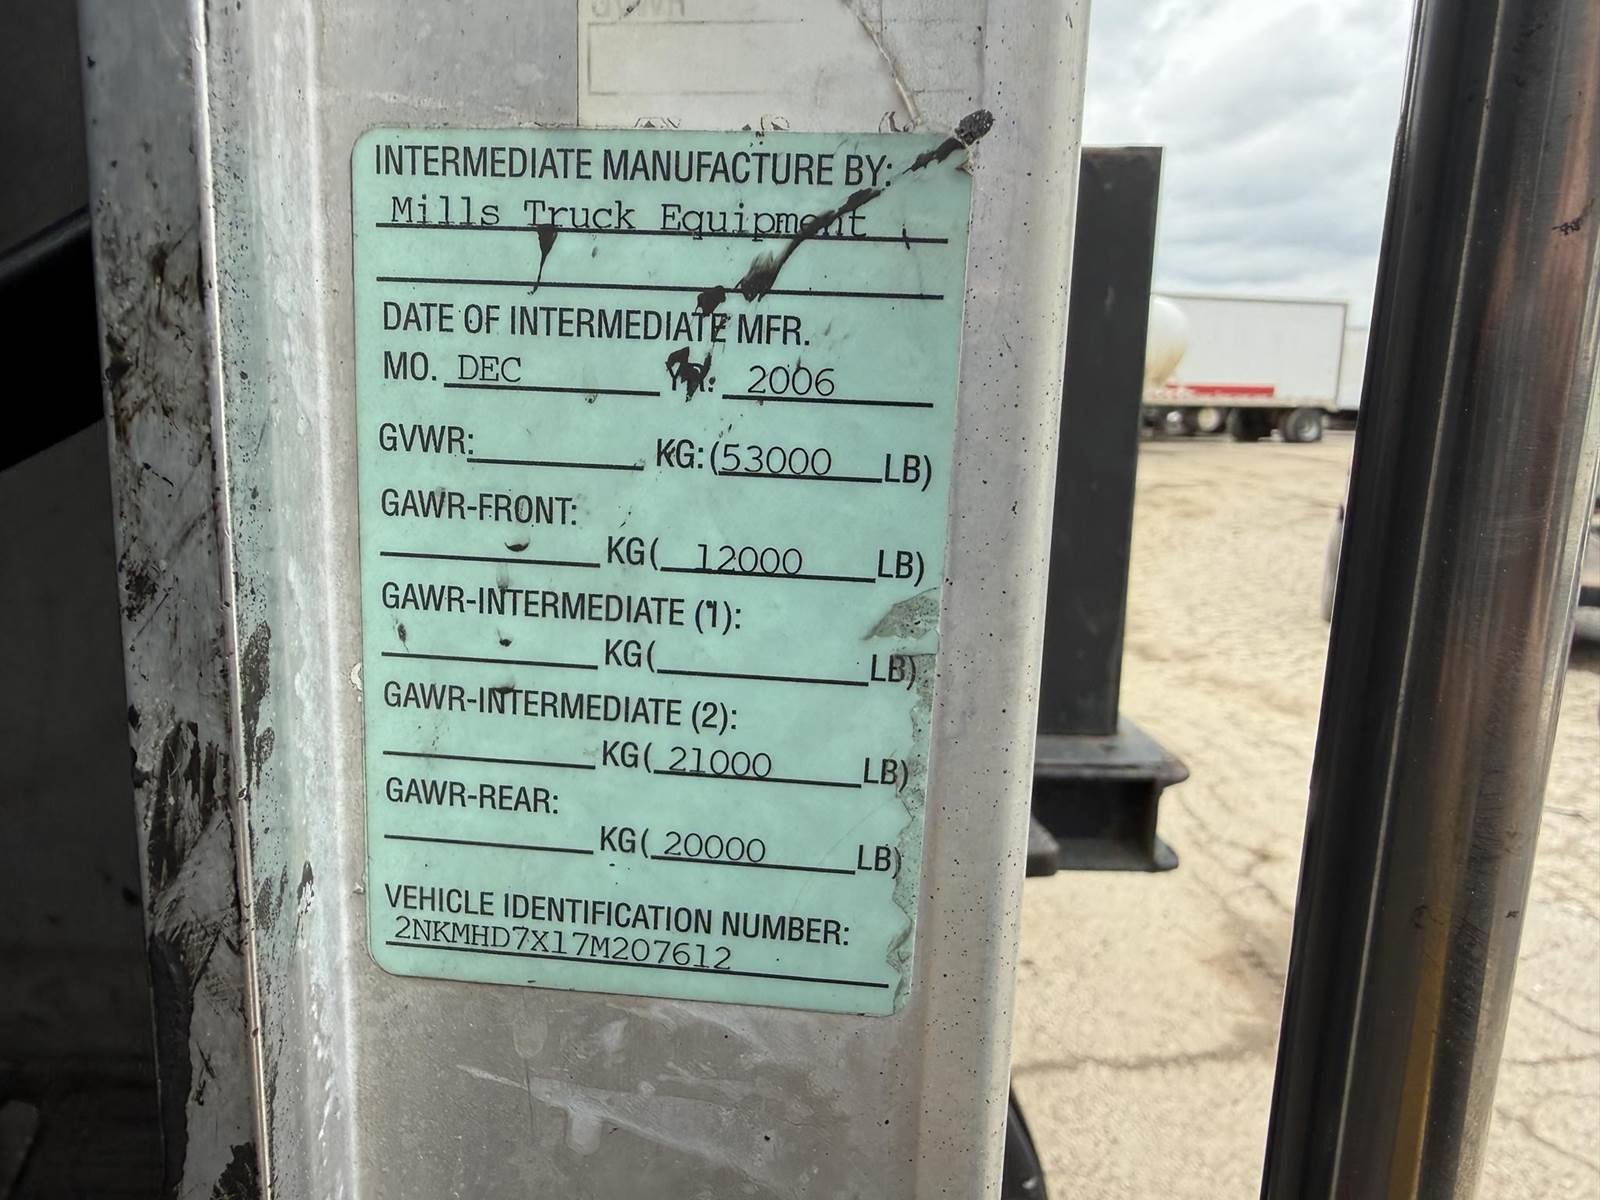 GVWR
INTERMEDIATE MANUFACTURE BY:
Mills Truck Equipment
DATE OF INTERMEDIATE MFR.
MO. DEC YR: 2006
GVWR: KG: (53000 LB)
GAWR-FRONT:
KG( 12000 LB)
GAWR-INTERMEDIATE (1):
KG( LB)
GAWR-INTERMEDIATE (2):
KG( 21000 LB)
GAWR-REAR:
KG( 20000 LB)
VEHICLE IDENTIFICATION NUMBER:
2NKMHD7X17M207612